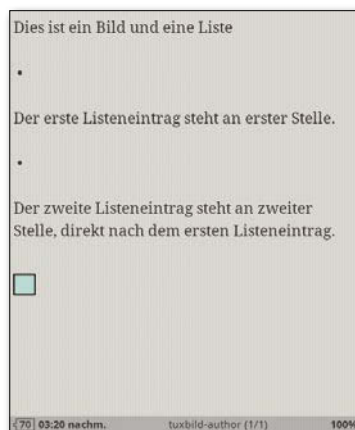 Dies ist ein Bild und eine Liste
•
Der erste Listeneintrag steht an erster Stelle.
•
Der zweite Listeneintrag steht an zweiter
Stelle, direkt nach dem ersten Listeneintrag.
70 03:20 nachm. tuxbild-author (1/1) 100%